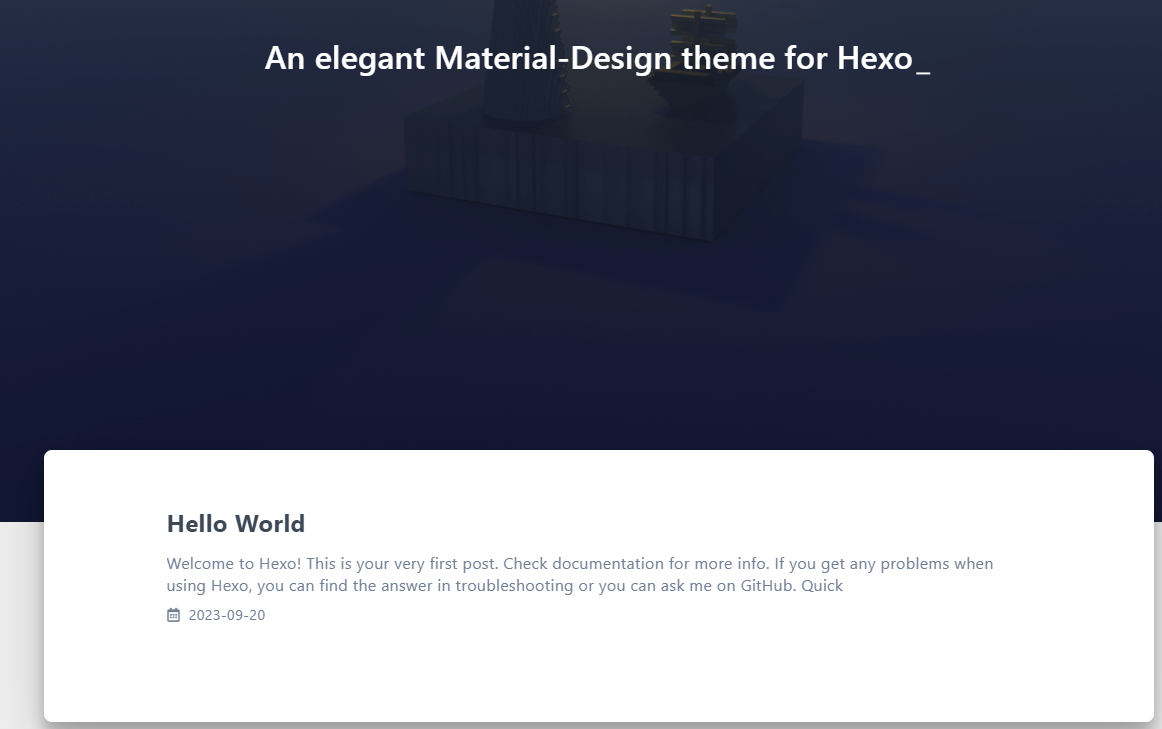 An elegant Material-Design theme for Hexo_
Hello World
Welcome to Hexo! This is your very first post. Check documentation for more info. If you get any problems when
using Hexo, you can find the answer in troubleshooting or you can ask me on GitHub. Quick
2023-09-20